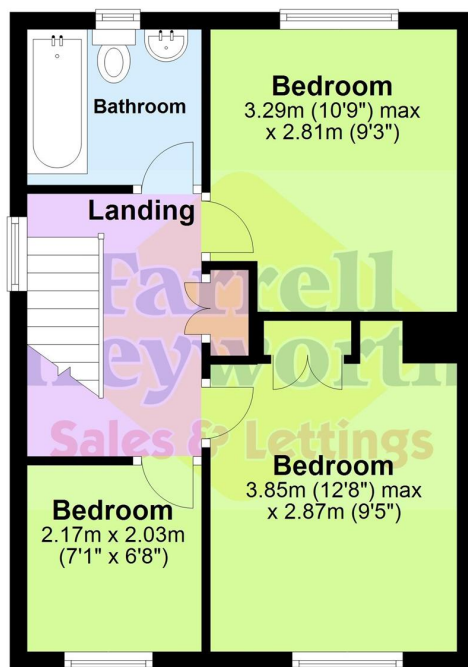 Bathroom
Bedroom
3.29m (10'9") max
x 2.81m (9'3")
Landing
Farrell
Heyworth
Sales & Lettings
Bedroom
3.85m (12'8") max
x 2.87m (9'5")
Bedroom
2.17m x 2.03m
(7'1" x 6'8")